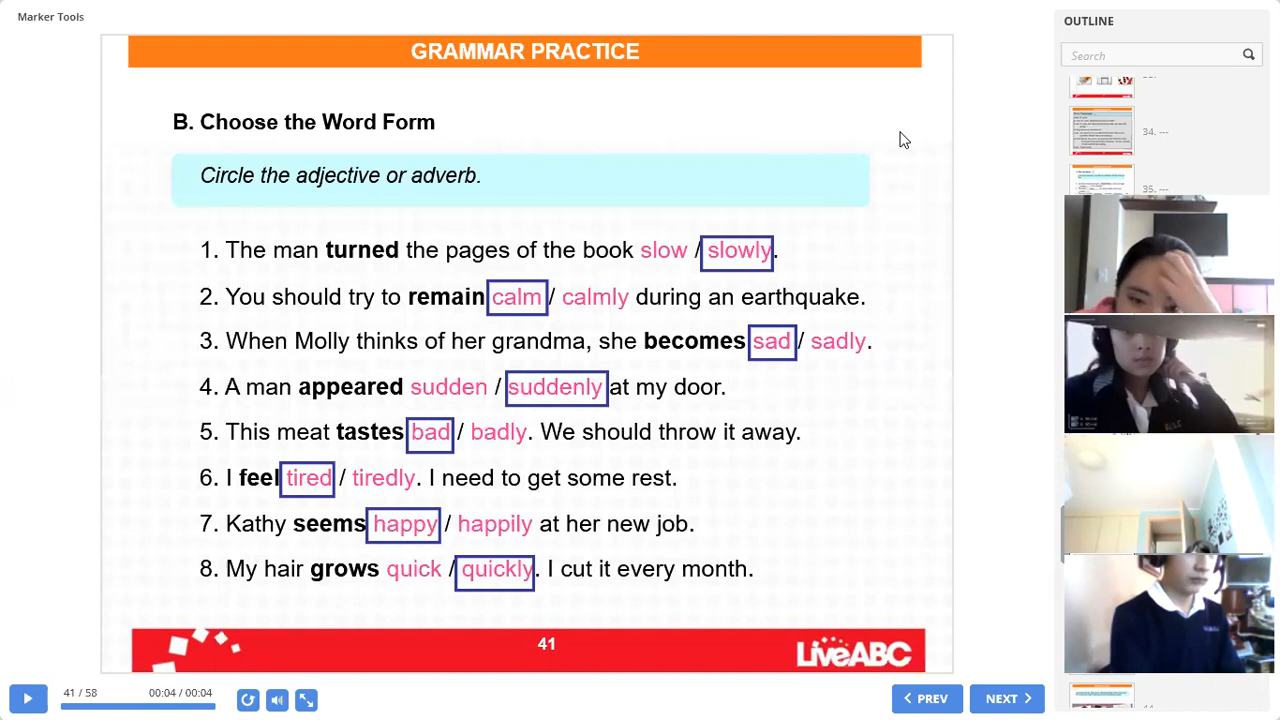 Marker Tools
OUTLINE
GRAMMAR PRACTICE
Search
B. Choose the Word Form
34. ---
Circle the adjective or adverb.
35. ---
1. The man turned the pages of the book slow / slowly.
2. You should try to remain calm / calmly during an earthquake.
3. When Molly thinks of her grandma, she becomes sad / sadly.
4. A man appeared sudden / suddenly at my door.
5. This meat tastes bad / badly. We should throw it away.
6. I feel tired / tiredly. I need to get some rest.
7. Kathy seems happy / happily at her new job.
8. My hair grows quick / quickly. I cut it every month.
41
LiveABC
41 / 58
00:04 / 00:04
PREV
NEXT